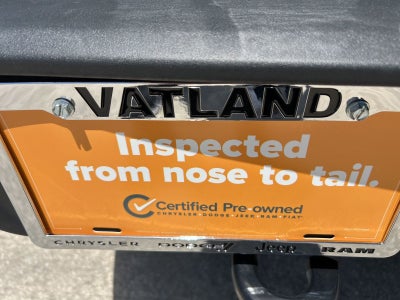 VATLAND
Inspected
from nose to tail.
Certified Pre-owned
CHRYSLER · DODGE · JEEP · RAM · FIAT
CHRYSLER DODGE Jeep RAM